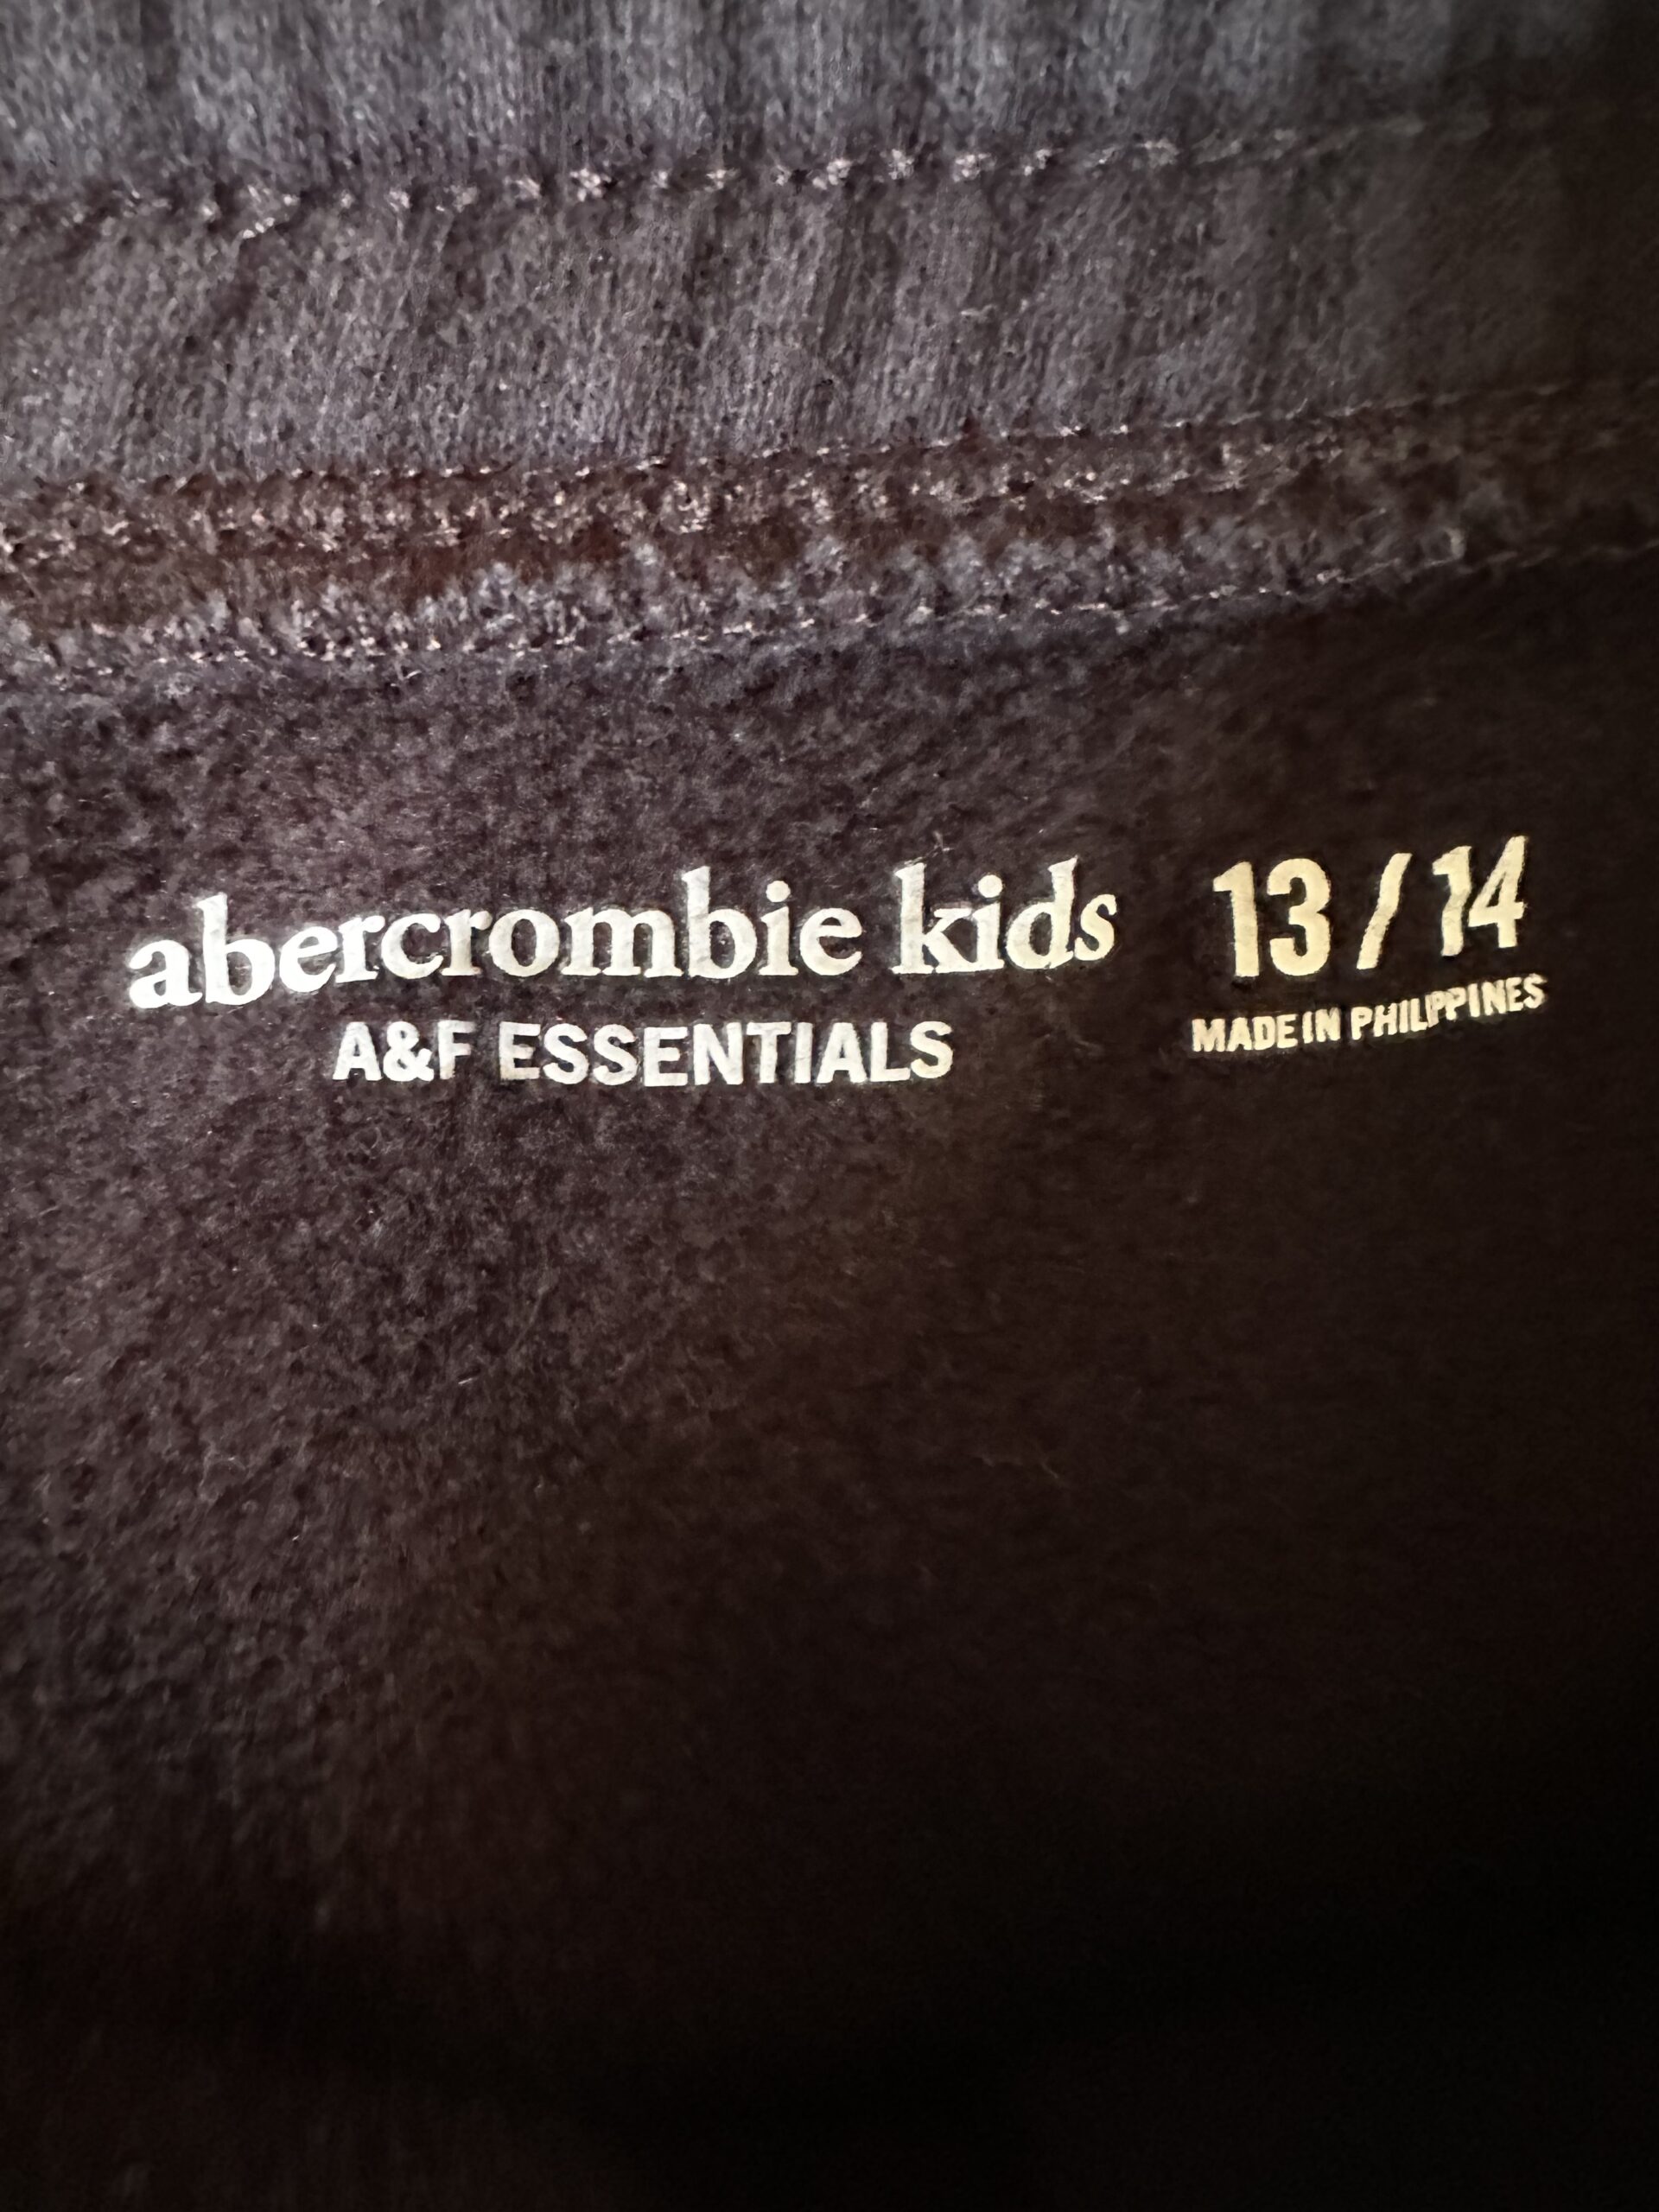 abercrombie kids 13/14
A&F ESSENTIALS MADE IN PHILIPPINES